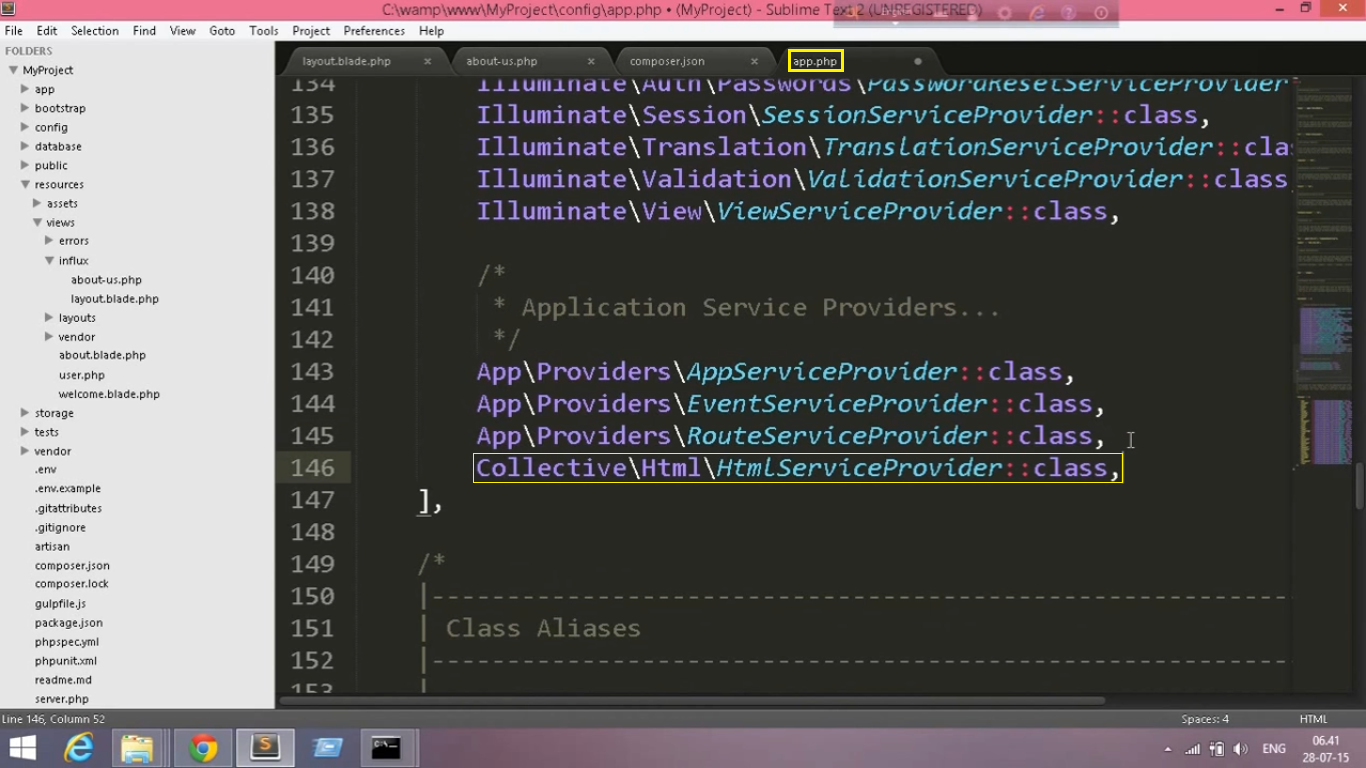 C:\wamp\www\MyProject\config\app.php • (MyProject) - Sublime Text 2 (UNREGISTERED)
File Edit Selection Find View Goto Tools Project Preferences Help
FOLDERS
MyProject
app
bootstrap
config
database
public
resources
assets
views
errors
influx
about-us.php
layout.blade.php
layouts
vendor
about.blade.php
user.php
welcome.blade.php
storage
tests
vendor
.env
.env.example
.gitattributes
.gitignore
artisan
composer.json
composer.lock
gulpfile.js
package.json
phpspec.yml
phpunit.xml
readme.md
server.php
layout.blade.php about-us.php composer.json app.php
134 Illuminate\Auth\Passwords\PasswordResetServiceProvider
135 Illuminate\Session\SessionServiceProvider::class,
136 Illuminate\Translation\TranslationServiceProvider::cla
137 Illuminate\Validation\ValidationServiceProvider::class
138 Illuminate\View\ViewServiceProvider::class,
139
140 /*
141 * Application Service Providers...
142 */
143 App\Providers\AppServiceProvider::class,
144 App\Providers\EventServiceProvider::class,
145 App\Providers\RouteServiceProvider::class,
146 Collective\Html\HtmlServiceProvider::class,
147 ],
148
149 /*
150 |---------------------------------------------------------
151 | Class Aliases
152 |---------------------------------------------------------
153 |
Line 146, Column 52 Spaces: 4 HTML
ENG 06.41
28-07-15